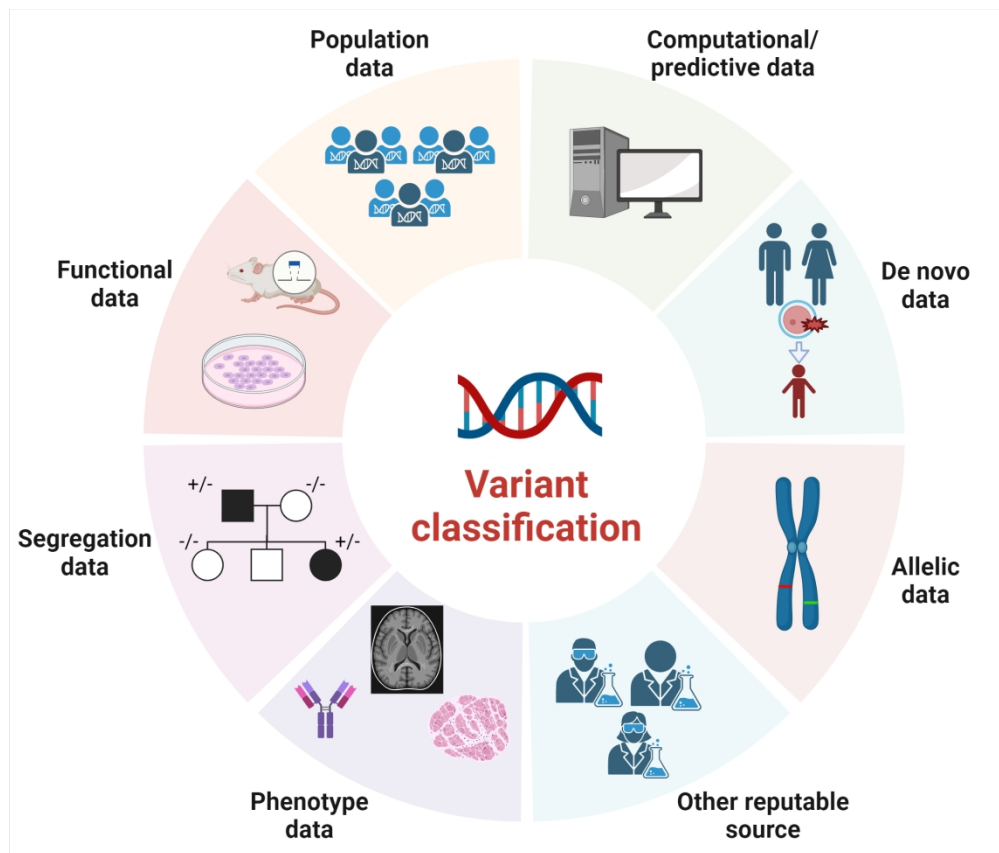 Population
data
Computational/
predictive data
De novo
data
Allelic
data
Other reputable
source
Phenotype
data
Segregation
data
+/-
-/-
-/-
+/-
Functional
data
Variant
classification